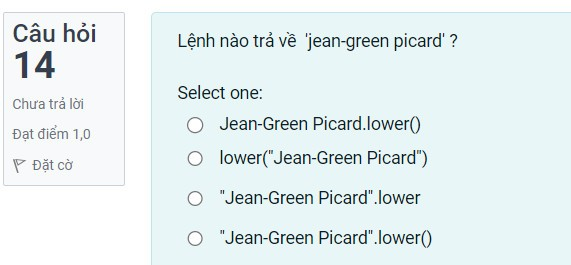 Câu hỏi
14
Chưa trả lời
Đạt điểm 1,0
Đặt cờ
Lệnh nào trả về 'jean-green picard' ?
Select one:
Jean-Green Picard.lower()
lower("Jean-Green Picard")
"Jean-Green Picard".lower
"Jean-Green Picard".lower()